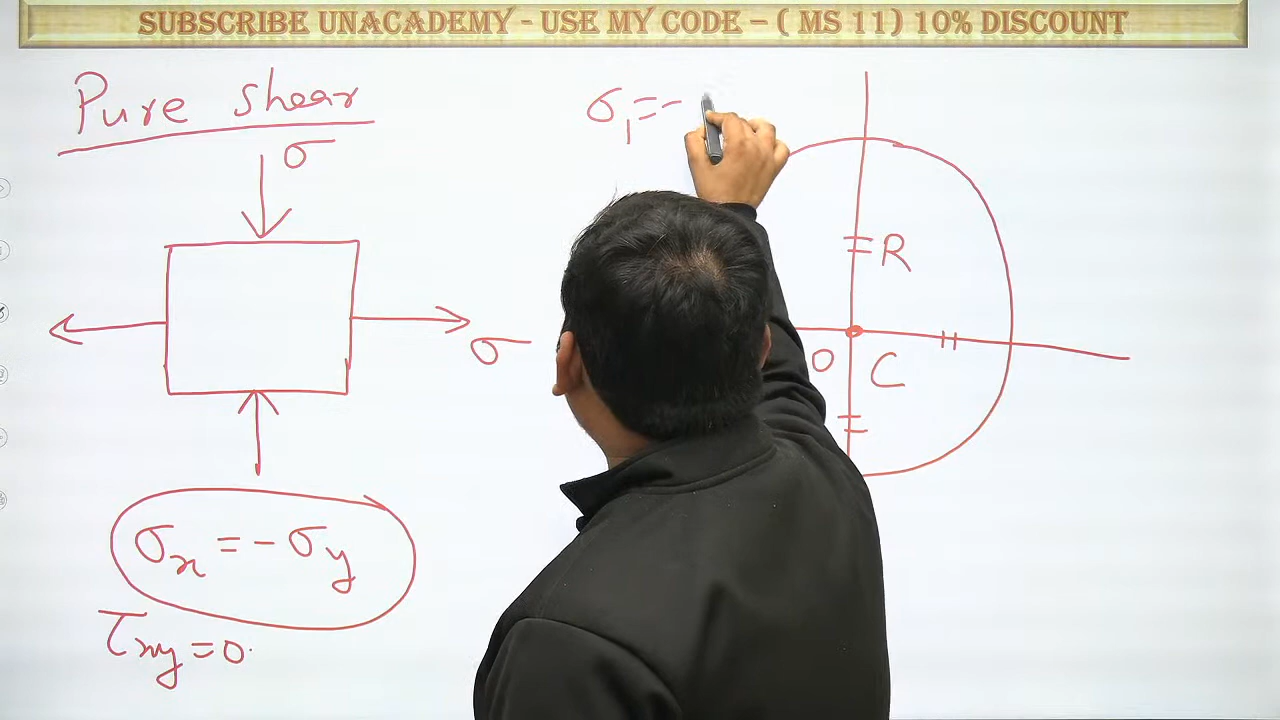 SUBSCRIBE UNACADEMY - USE MY CODE – ( MS 11) 10% DISCOUNT
Pure shear
σ
σ
σx = - σy
τxy = 0
σ1 = -
R
O
C